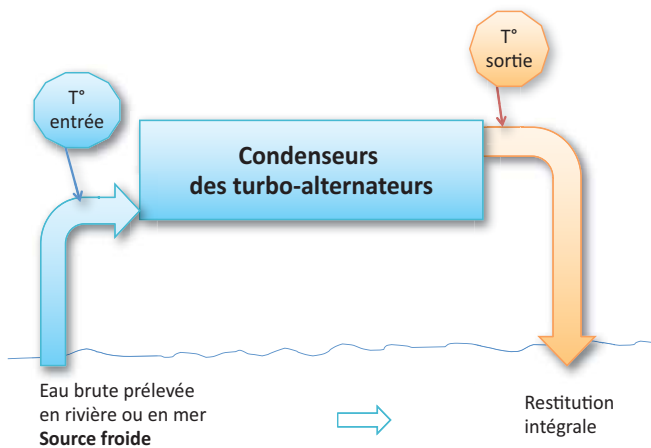 T°
entrée
T°
sortie
Condenseurs
des turbo-alternateurs
Eau brute prélevée
en rivière ou en mer
Source froide
Restitution
intégrale